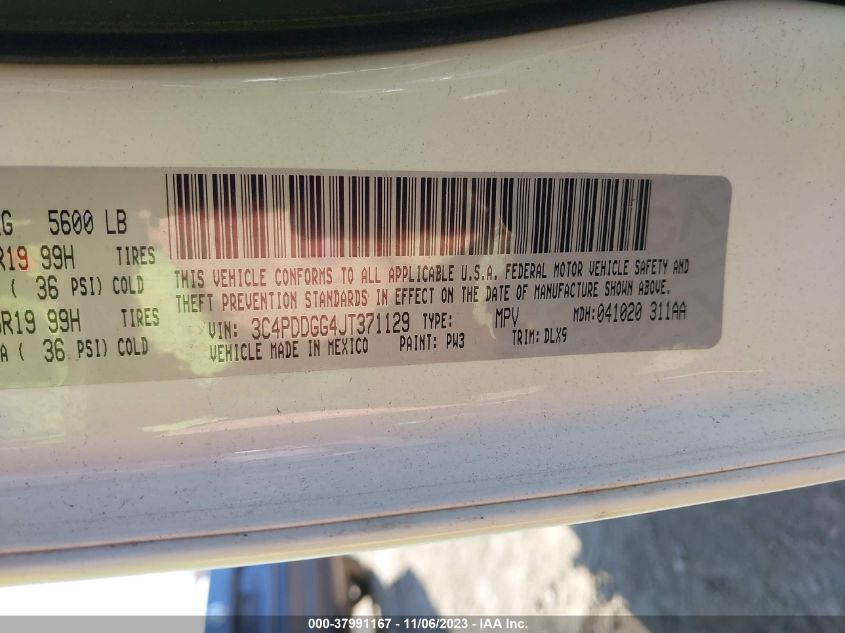 5600 LB
R19 99H TIRES
( 36 PSI) COLD
R19 99H TIRES
A ( 36 PSI) COLD
THIS VEHICLE CONFORMS TO ALL APPLICABLE U.S.A. FEDERAL MOTOR VEHICLE SAFETY AND
THEFT PREVENTION STANDARDS IN EFFECT ON THE DATE OF MANUFACTURE SHOWN ABOVE.
VIN: 3C4PDDGG4JT371129 TYPE: MPV MDH:041020 311AA
VEHICLE MADE IN MEXICO PAINT: PW3 TRIM: DLX9
000-37991167 - 11/06/2023 - IAA Inc.